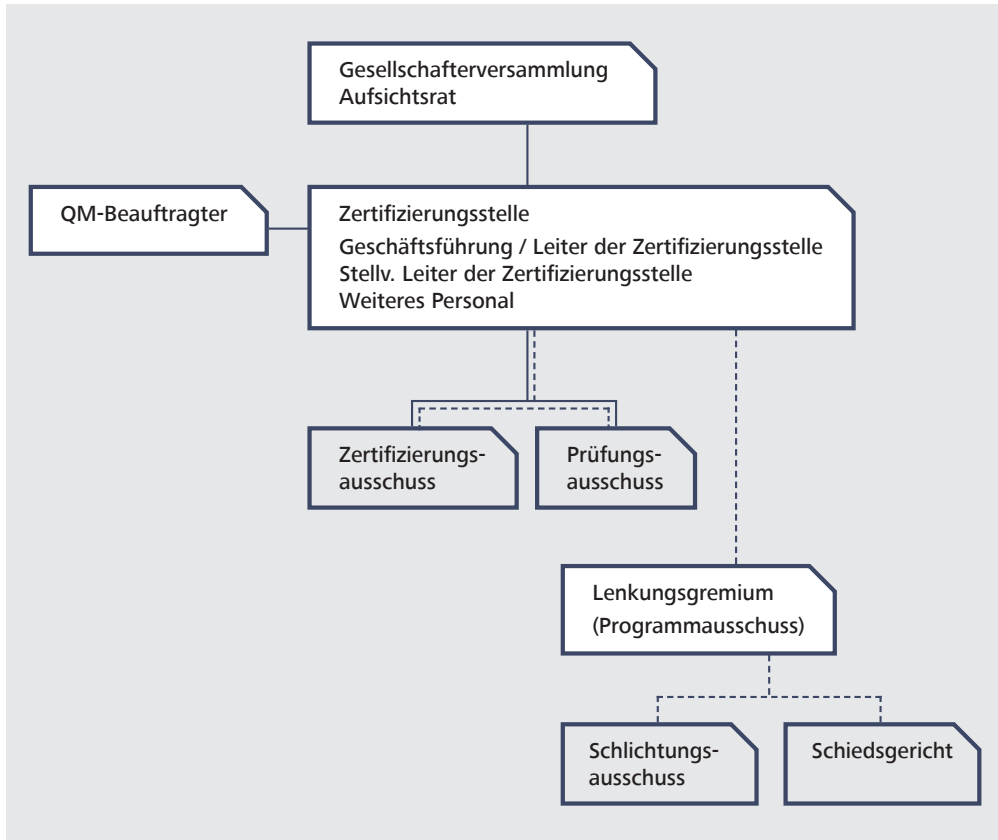 Gesellschafterversammlung
Aufsichtsrat
QM-Beauftragter
Zertifizierungsstelle
Geschäftsführung / Leiter der Zertifizierungsstelle
Stellv. Leiter der Zertifizierungsstelle
Weiteres Personal
Zertifizierungs-
ausschuss
Prüfungs-
ausschuss
Lenkungsgremium
(Programmausschuss)
Schlichtungs-
ausschuss
Schiedsgericht